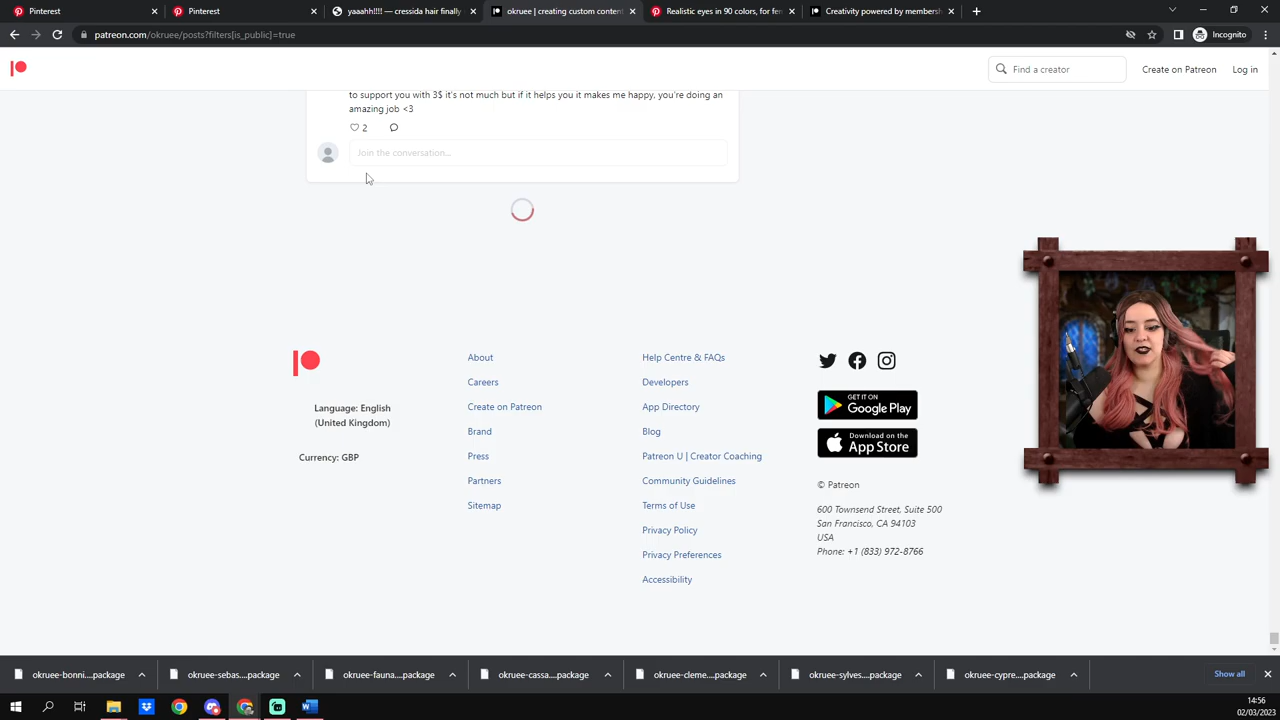 Pinterest
Pinterest
yaaahh!!!! — cressida hair finally
okruee | creating custom conten
Realistic eyes in 90 colors, for fen
Creativity powered by membersh
patreon.com/okruee/posts?filters[is_public]=true
Incognito
Find a creator
Create on Patreon
Log in
to support you with 3$ it's not much but if it helps you it makes me happy, you're doing an
amazing job <3
2
Join the conversation...
Language: English
(United Kingdom)
Currency: GBP
About
Careers
Create on Patreon
Brand
Press
Partners
Sitemap
Help Centre & FAQs
Developers
App Directory
Blog
Patreon U | Creator Coaching
Community Guidelines
Terms of Use
Privacy Policy
Privacy Preferences
Accessibility
GET IT ON
Google Play
Download on the
App Store
© Patreon
600 Townsend Street, Suite 500
San Francisco, CA 94103
USA
Phone: +1 (833) 972-8766
okruee-bonni....package
okruee-sebas....package
okruee-fauna....package
okruee-cassa....package
okruee-cleme....package
okruee-sylves....package
okruee-cypre....package
Show all
14:56
02/03/2023